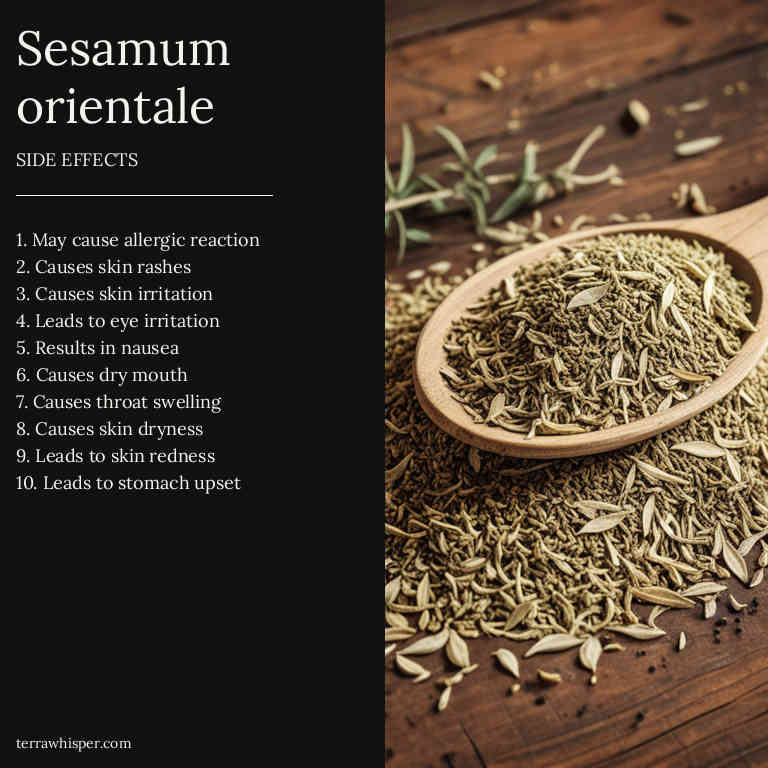 Sesamum
orientale
SIDE EFFECTS
1. May cause allergic reaction
2. Causes skin rashes
3. Causes skin irritation
4. Leads to eye irritation
5. Results in nausea
6. Causes dry mouth
7. Causes throat swelling
8. Causes skin dryness
9. Leads to skin redness
10. Leads to stomach upset
terrawhisper.com